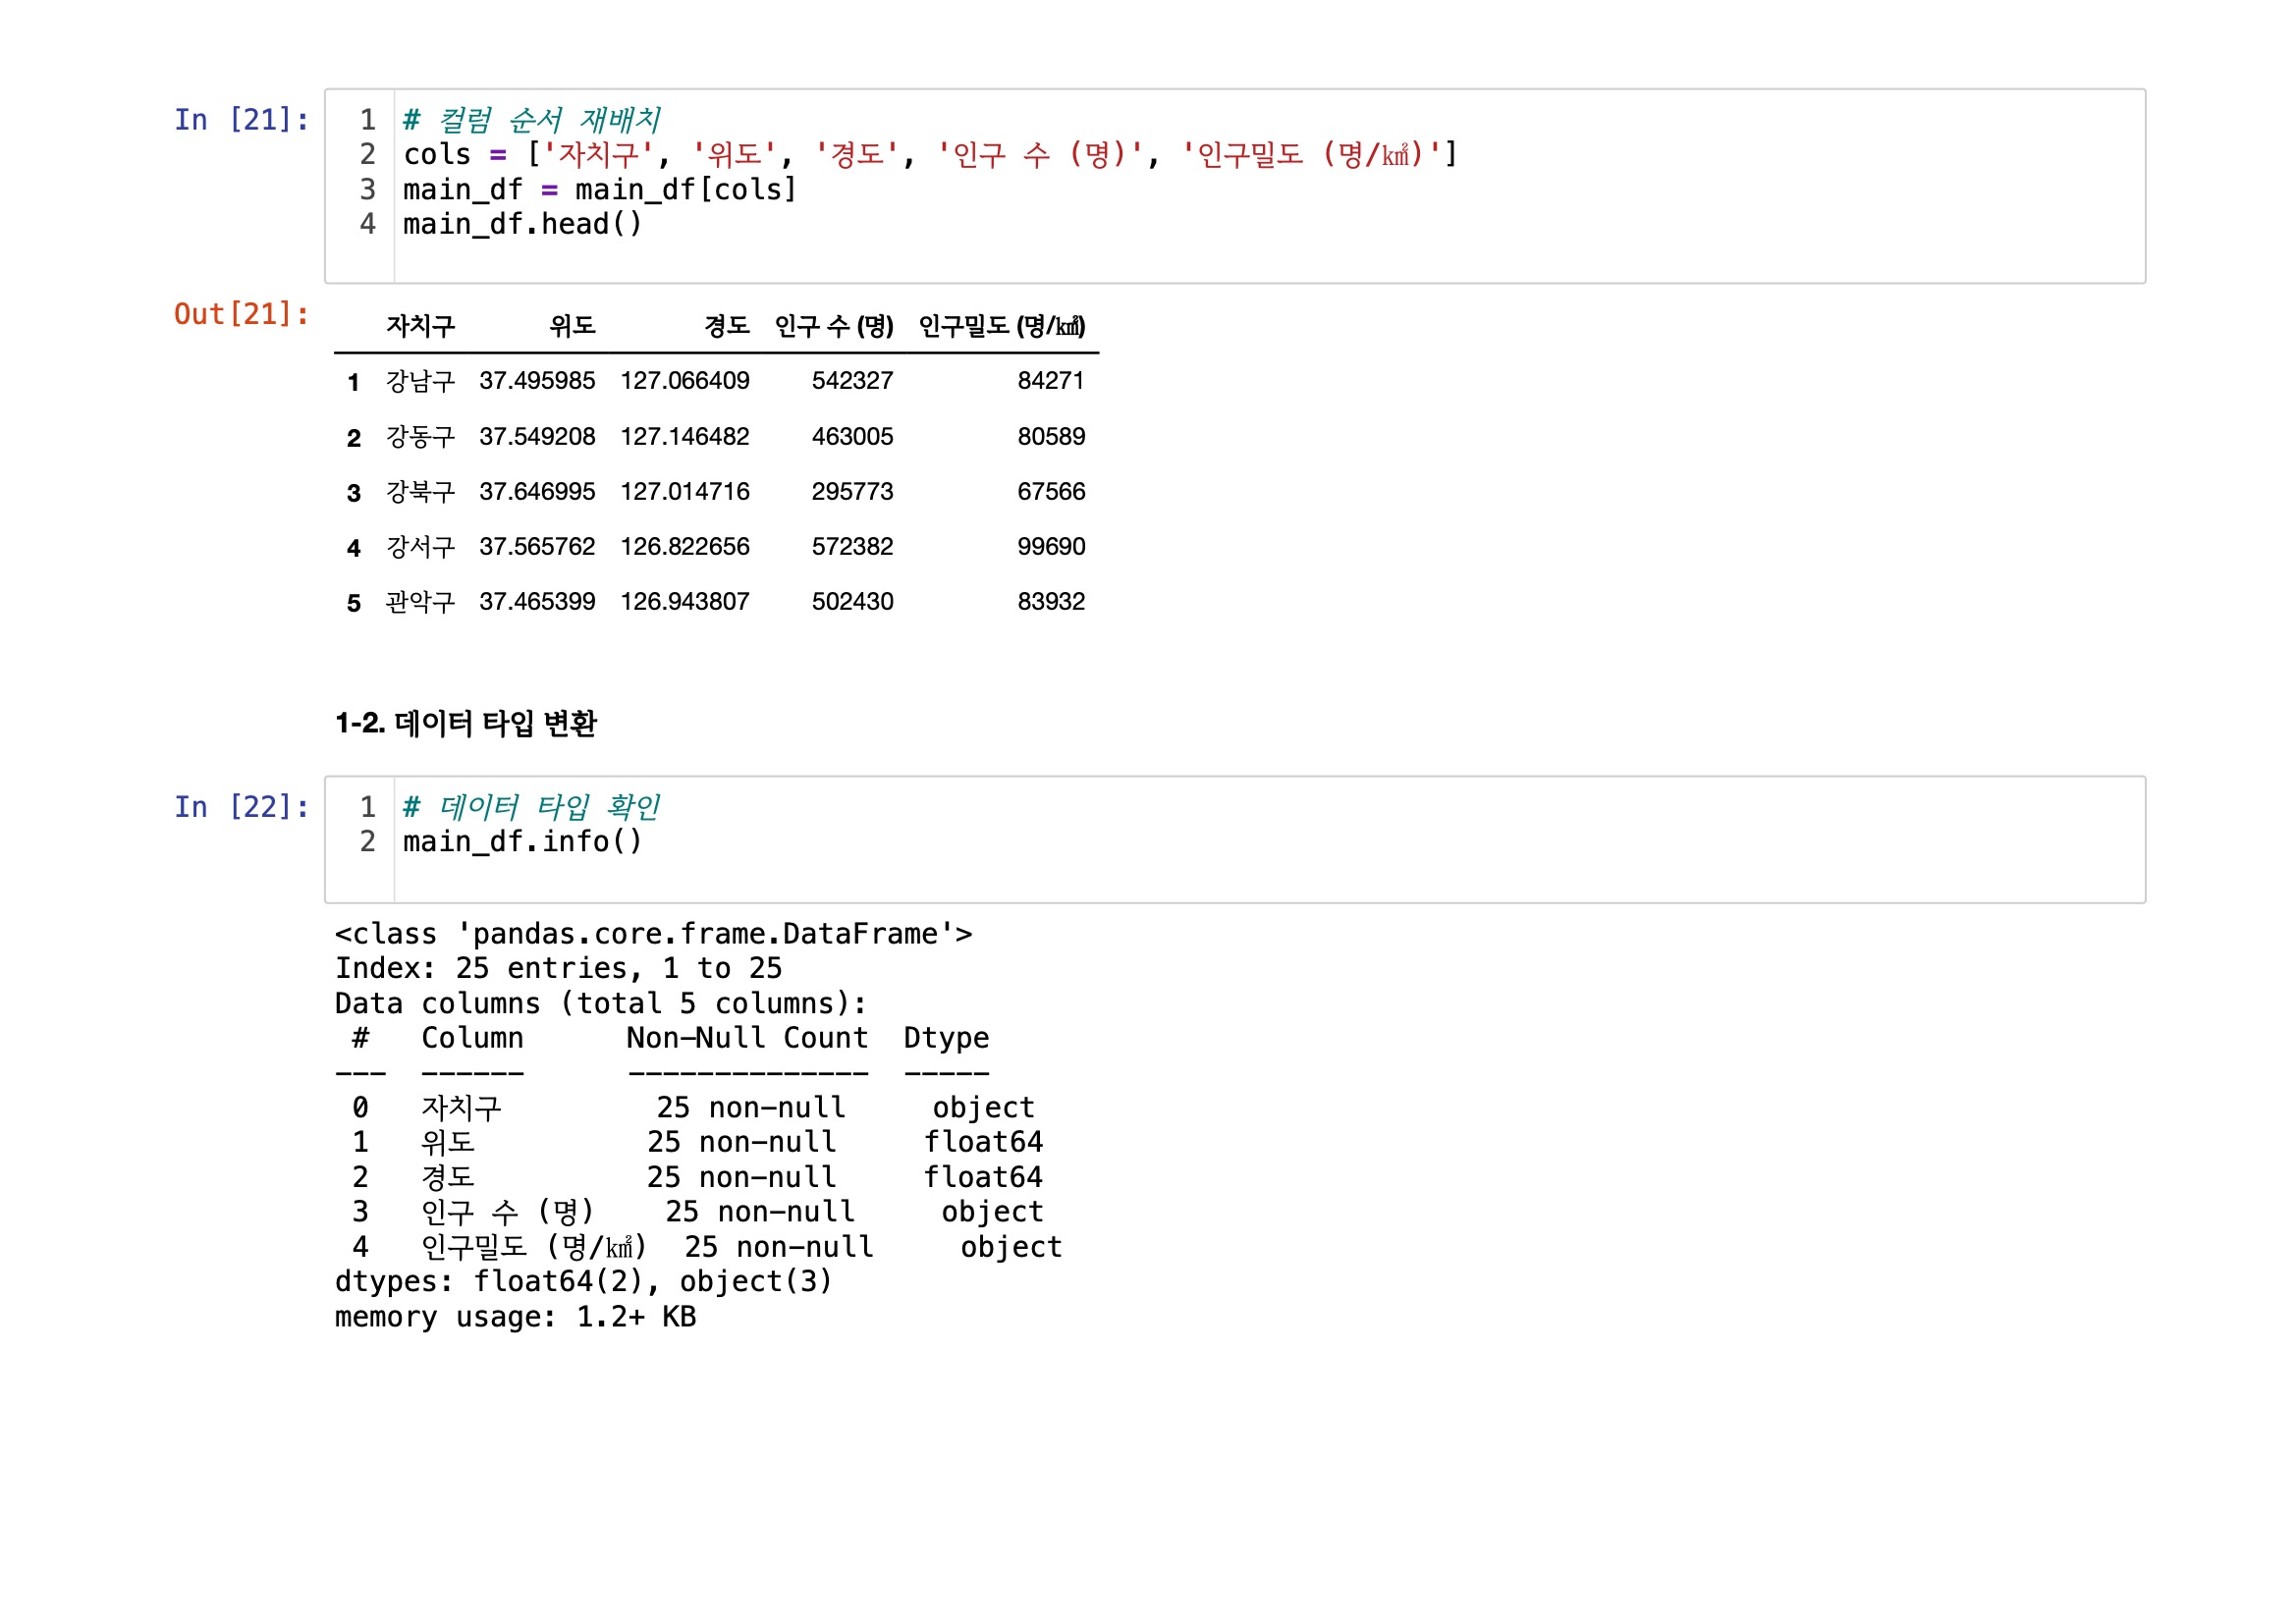 In [21]:
1 # 컬럼 순서 재배치
2 cols = ['자치구', '위도', '경도', '인구 수 (명)', '인구밀도 (명/㎢)']
3 main_df = main_df[cols]
4 main_df.head()
Out[21]:
자치구 위도 경도 인구 수 (명) 인구밀도 (명/㎢)
1 강남구 37.495985 127.066409 542327 84271
2 강동구 37.549208 127.146482 463005 80589
3 강북구 37.646995 127.014716 295773 67566
4 강서구 37.565762 126.822656 572382 99690
5 관악구 37.465399 126.943807 502430 83932
1-2. 데이터 타입 변환
In [22]:
1 # 데이터 타입 확인
2 main_df.info()
<class 'pandas.core.frame.DataFrame'>
Index: 25 entries, 1 to 25
Data columns (total 5 columns):
# Column Non-Null Count Dtype
--- ------ -------------- -----
0 자치구 25 non-null object
1 위도 25 non-null float64
2 경도 25 non-null float64
3 인구 수 (명) 25 non-null object
4 인구밀도 (명/㎢) 25 non-null object
dtypes: float64(2), object(3)
memory usage: 1.2+ KB